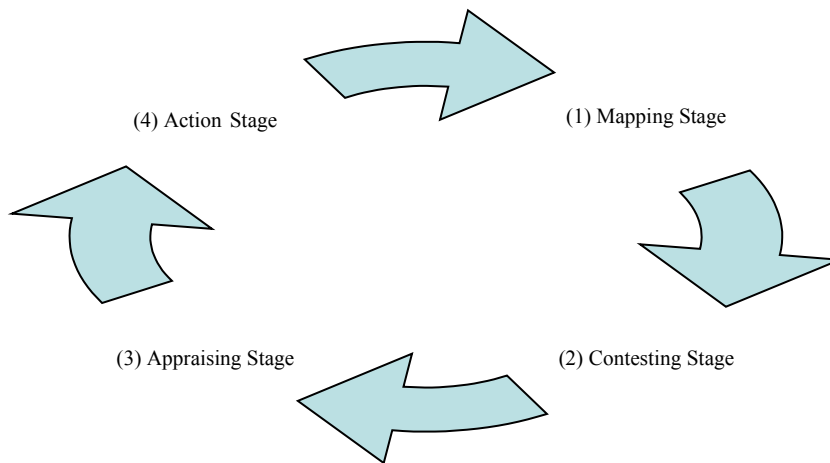 (4) Action Stage
(1) Mapping Stage
(3) Appraising Stage
(2) Contesting Stage